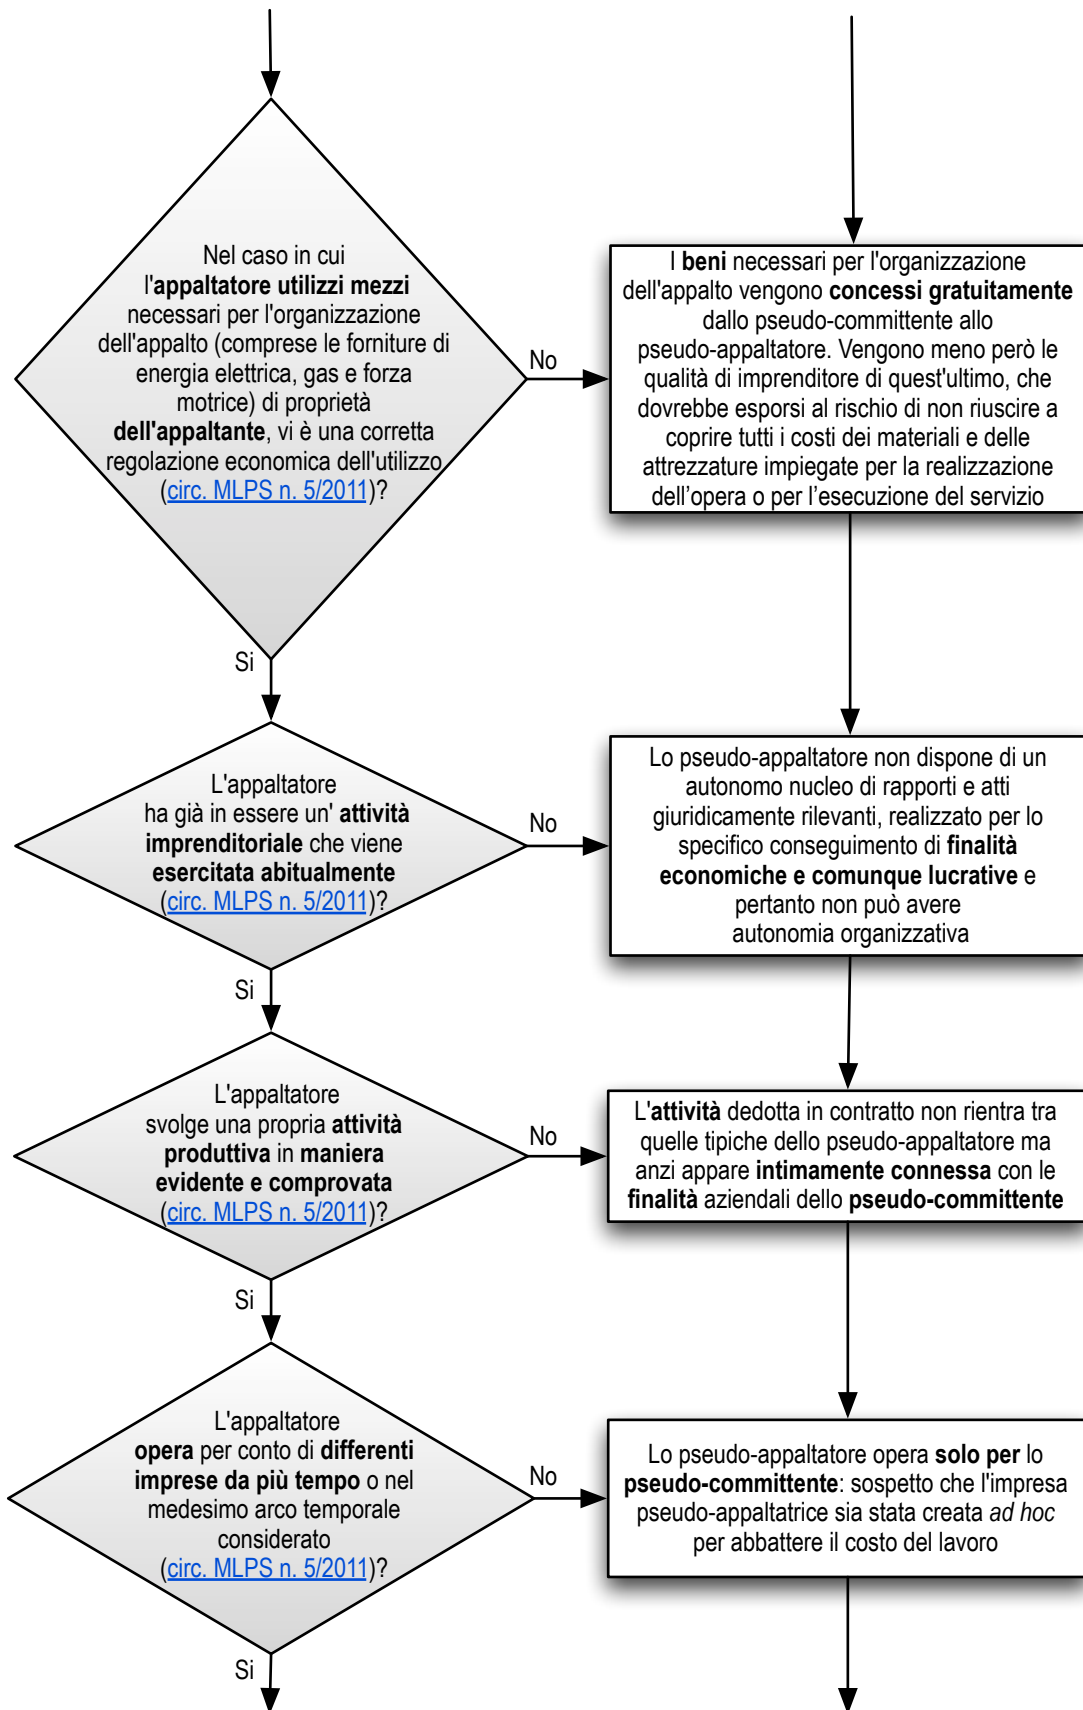 Nel caso in cui
l'appaltatore utilizzi mezzi
necessari per l'organizzazione
dell'appalto (comprese le forniture di
energia elettrica, gas e forza
motrice) di proprietà
dell'appaltante, vi è una corretta
regolazione economica dell'utilizzo
(circ. MLPS n. 5/2011)?
No
I beni necessari per l'organizzazione
dell'appalto vengono concessi gratuitamente
dallo pseudo-committente allo
pseudo-appaltatore. Vengono meno però le
qualità di imprenditore di quest'ultimo, che
dovrebbe esporsi al rischio di non riuscire a
coprire tutti i costi dei materiali e delle
attrezzature impiegate per la realizzazione
dell’opera o per l’esecuzione del servizio
Si
L'appaltatore
ha già in essere un' attività
imprenditoriale che viene
esercitata abitualmente
(circ. MLPS n. 5/2011)?
No
Lo pseudo-appaltatore non dispone di un
autonomo nucleo di rapporti e atti
giuridicamente rilevanti, realizzato per lo
specifico conseguimento di finalità
economiche e comunque lucrative e
pertanto non può avere
autonomia organizzativa
Si
L'appaltatore
svolge una propria attività
produttiva in maniera
evidente e comprovata
(circ. MLPS n. 5/2011)?
No
L'attività dedotta in contratto non rientra tra
quelle tipiche dello pseudo-appaltatore ma
anzi appare intimamente connessa con le
finalità aziendali dello pseudo-committente
Si
L'appaltatore
opera per conto di differenti
imprese da più tempo o nel
medesimo arco temporale
considerato
(circ. MLPS n. 5/2011)?
No
Lo pseudo-appaltatore opera solo per lo
pseudo-committente: sospetto che l'impresa
pseudo-appaltatrice sia stata creata ad hoc
per abbattere il costo del lavoro
Si